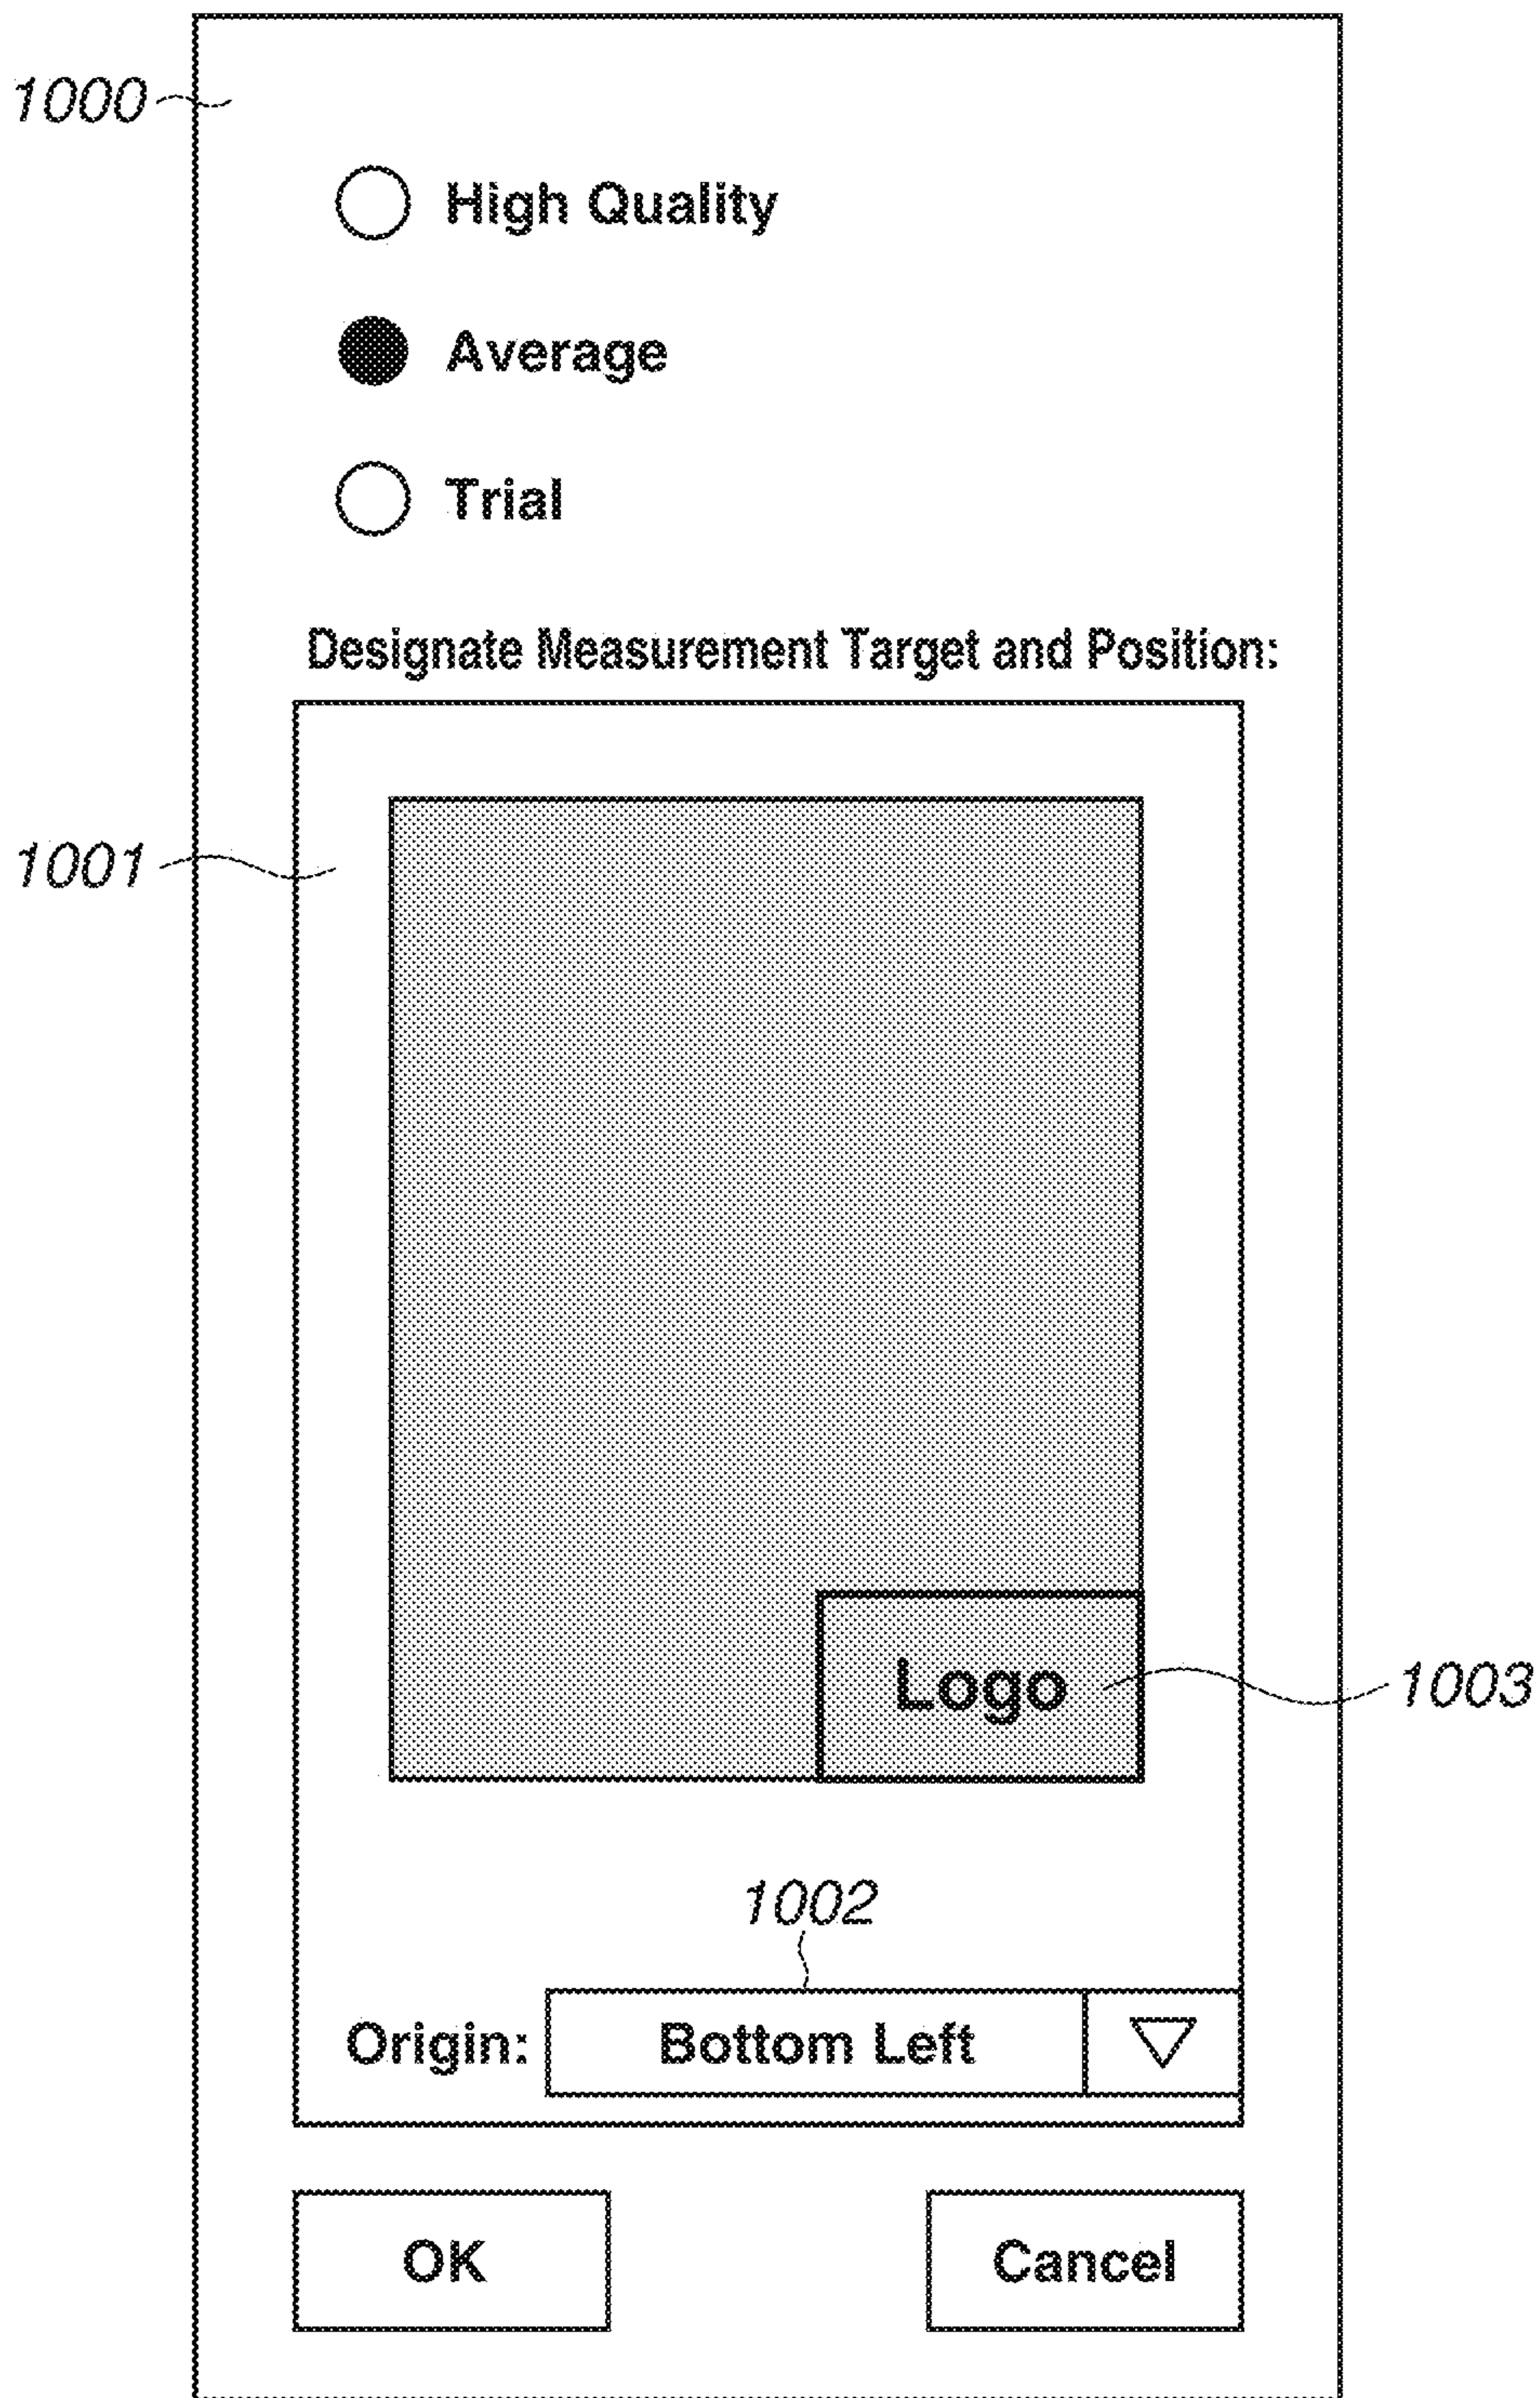 1000
High Quality
Average
Trial
Designate Measurement Target and Position:
1001
Logo
1003
1002
Origin: Bottom Left
OK Cancel